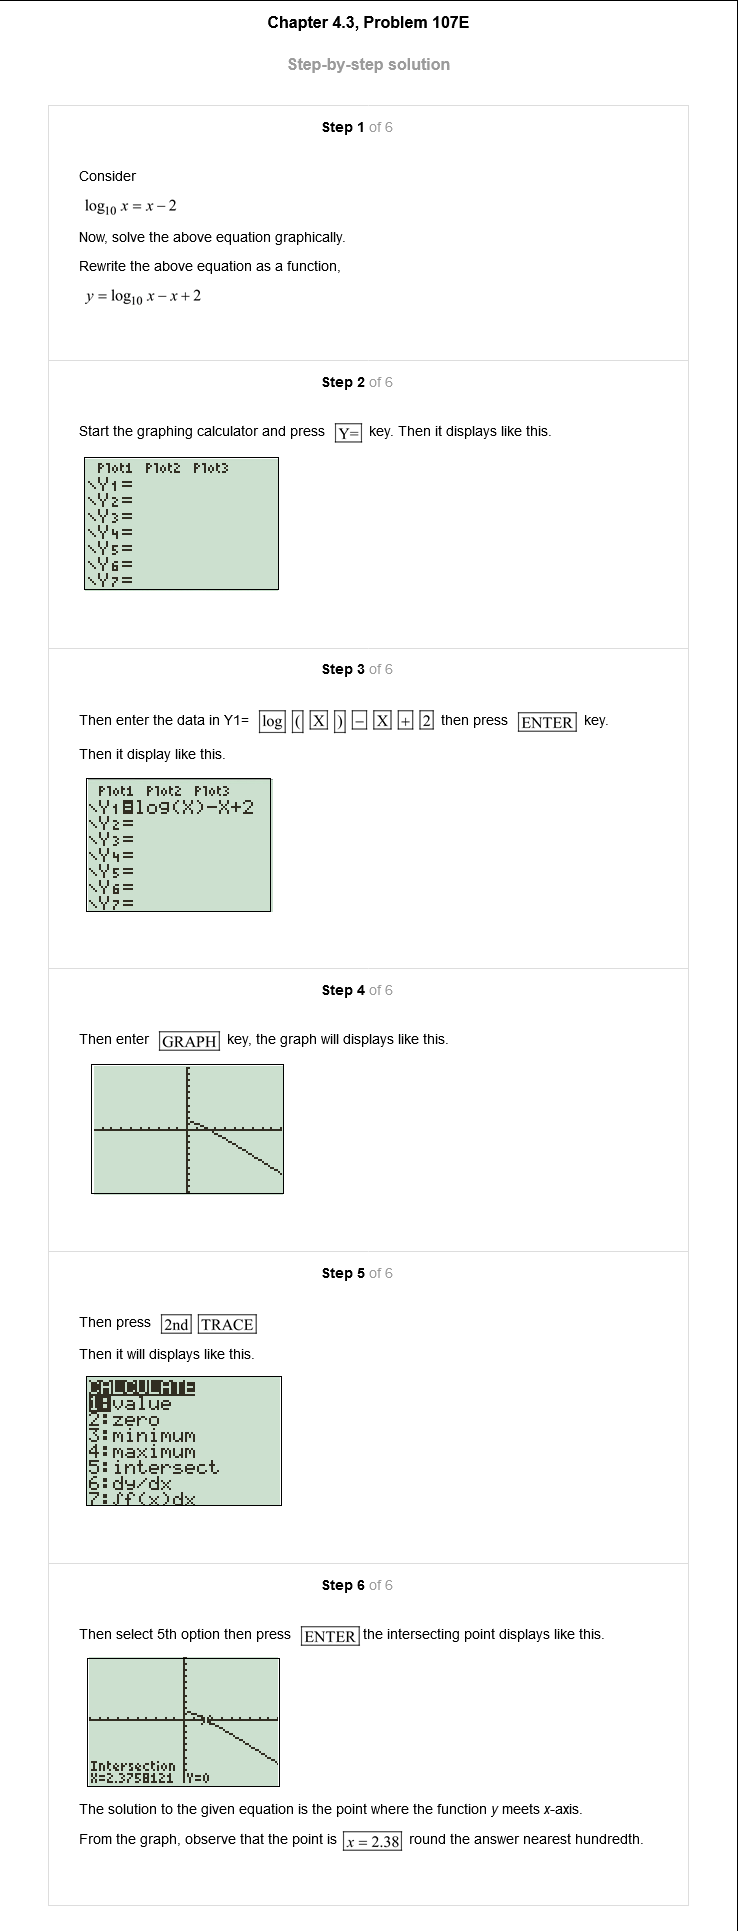 Chapter 4.3, Problem 107E
Step-by-step solution
Step 1 of 6
Consider
log₁₀ x = x − 2
Now, solve the above equation graphically.
Rewrite the above equation as a function,
y = log₁₀ x − x + 2
Step 2 of 6
Start the graphing calculator and press Y= key. Then it displays like this.
Plot1 Plot2 Plot3
\Y₁=
\Y₂=
\Y₃=
\Y₄=
\Y₅=
\Y₆=
\Y₇=
Step 3 of 6
Then enter the data in Y1= log ( X ) − X + 2 then press ENTER key.
Then it display like this.
Plot1 Plot2 Plot3
\Y₁=log(X)-X+2
\Y₂=
\Y₃=
\Y₄=
\Y₅=
\Y₆=
\Y₇=
Step 4 of 6
Then enter GRAPH key, the graph will displays like this.
Step 5 of 6
Then press 2nd TRACE
Then it will displays like this.
CALCULATE
1:value
2:zero
3:minimum
4:maximum
5:intersect
6:dy/dx
7:∫f(x)dx
Step 6 of 6
Then select 5th option then press ENTER the intersecting point displays like this.
Intersection
X=2.3758121 Y=0
The solution to the given equation is the point where the function y meets x-axis.
From the graph, observe that the point is x = 2.38 round the answer nearest hundredth.